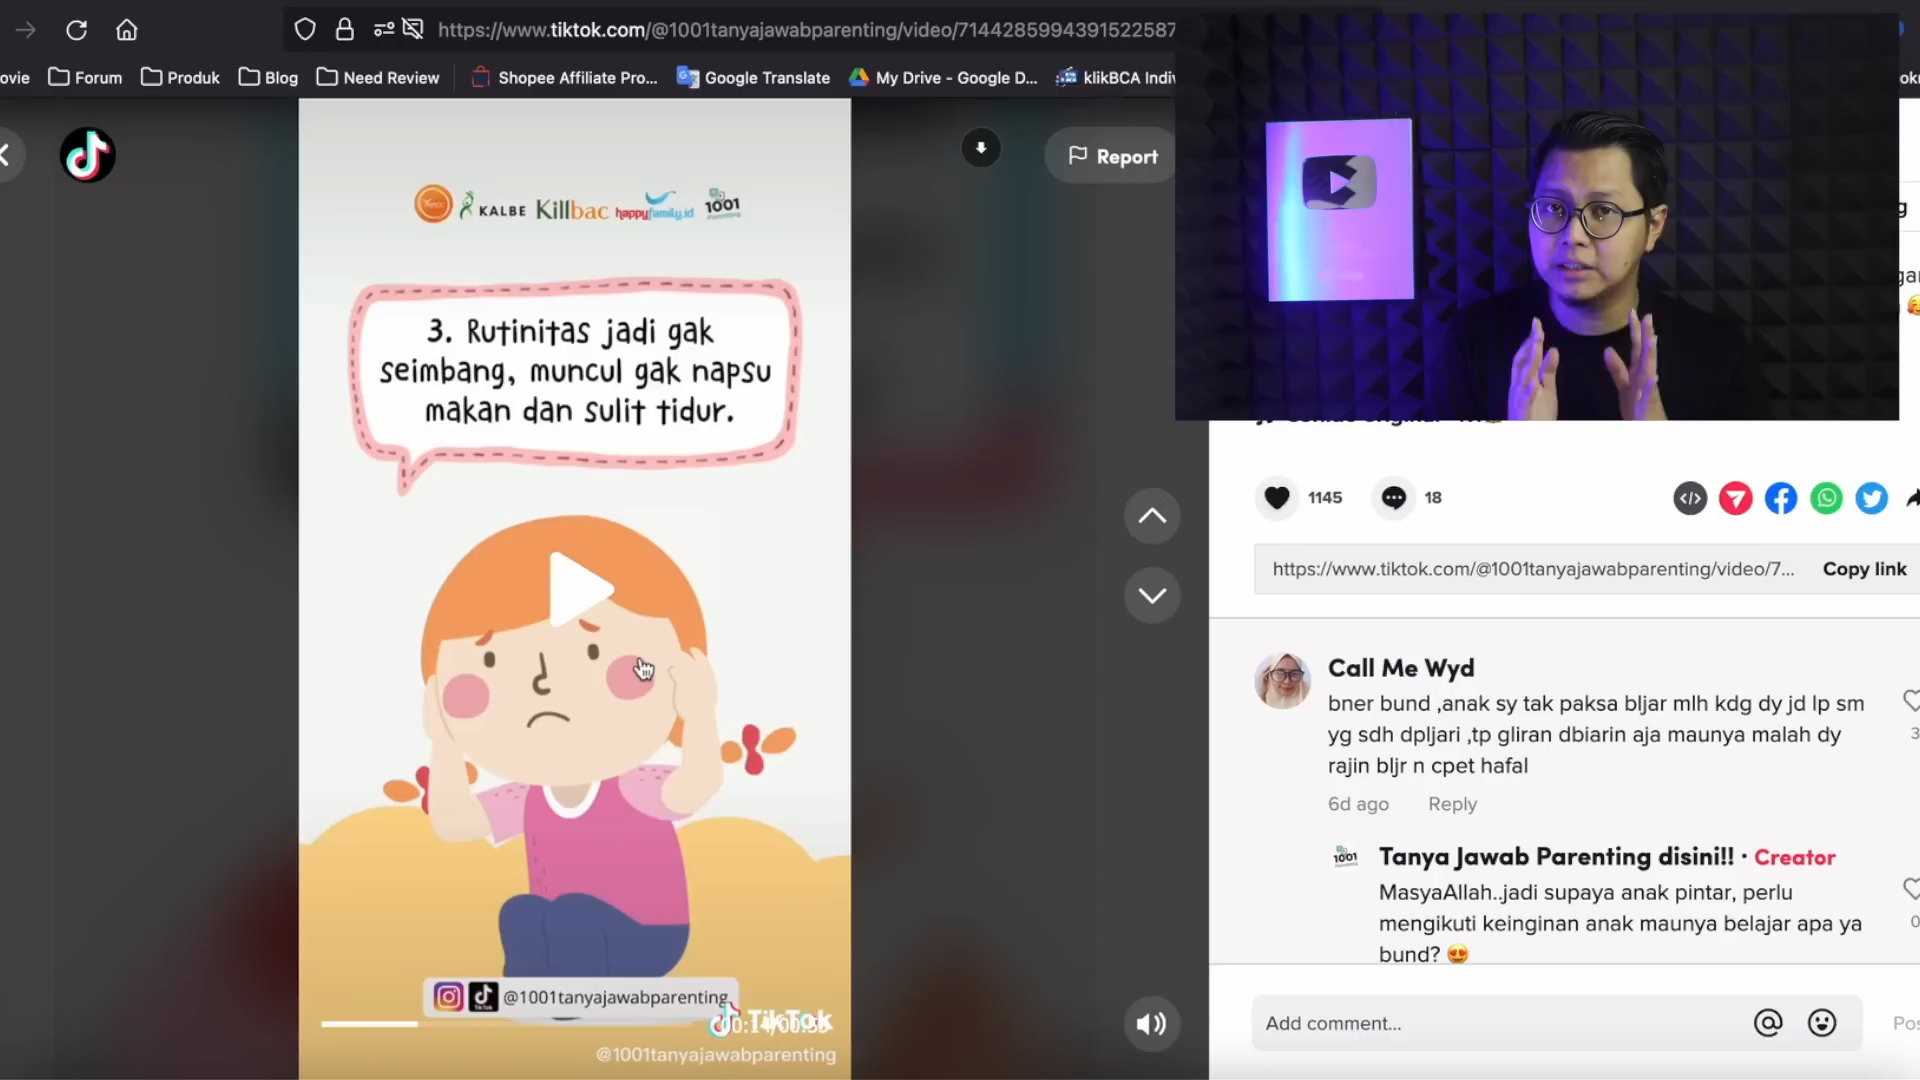 https://www.tiktok.com/@1001tanyajawabparenting/video/71442859943915225 87
ovie
Forum
Produk
Blog
Need Review
Shopee Affiliate Pro...
Google Translate
My Drive - Google D...
klikBCA Indiv
Report
KALBE
Killbac
happyfamily.id
1001
3. Rutinitas jadi gak
seimbang, muncul gak napsu
makan dan sulit tidur.
@1001tanyajawabparenting
TikTok
@1001tanyajawabparenting
1145
18
https://www.tiktok.com/@1001tanyajawabparenting/video/7...
Copy link
Call Me Wyd
bner bund ,anak sy tak paksa bljar mlh kdg dy jd lp sm
yg sdh dpljari ,tp gliran dbiarin aja maunya malah dy
rajin bljr n cpet hafal
6d ago
Reply
1001
Tanya Jawab Parenting disini!! · Creator
MasyaAllah..jadi supaya anak pintar, perlu
mengikuti keinginan anak maunya belajar apa ya
bund? 😍
Add comment...
Pos